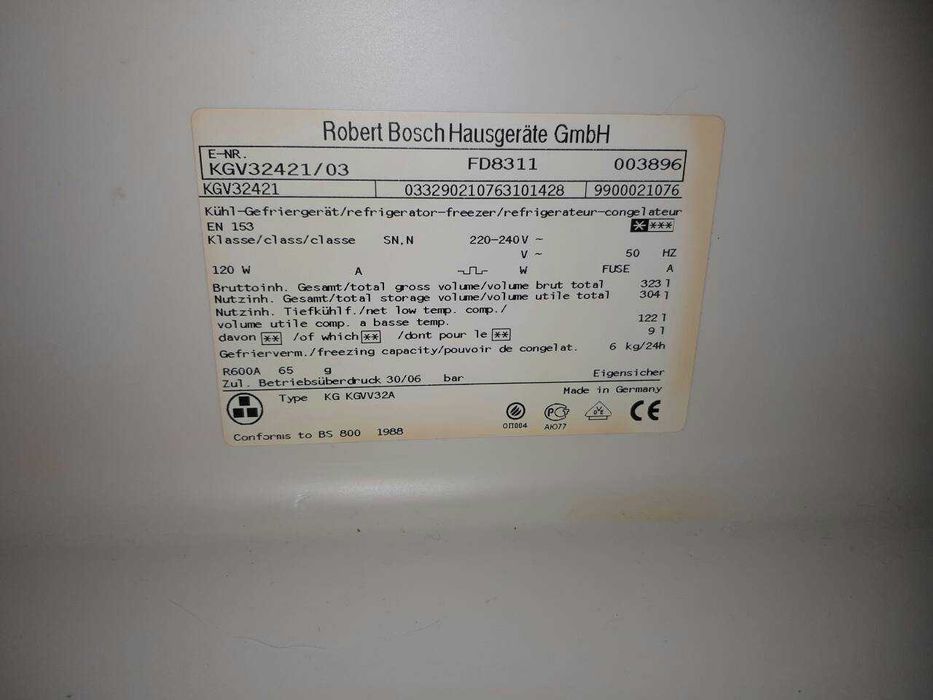 Robert Bosch Hausgeräte GmbH
E-NR.
KGV32421/03 FD8311 003896
KGV32421 033290210763101428 9900021076
Kühl-Gefriergerät/refrigerator-freezer/refrigerateur-congelateur
EN 153 ****
Klasse/class/classe SN,N 220-240V ~
V ~ 50 HZ
120 W A W FUSE A
Bruttoinh. Gesamt/total gross volume/volume brut total 323 l
Nutzinh. Gesamt/total storage volume/volume utile total 304 l
Nutzinh. Tiefkühlf./net low temp. comp./
volume utile comp. a basse temp. 122 l
davon ** /of which ** /dont pour le ** 9 l
Gefrierverm./freezing capacity/pouvoir de congelat. 6 kg/24h
R600A 65 g Eigensicher
Zul. Betriebsüberdruck 30/06 bar
Made in Germany
Type KG KGVV32A
ОП004 АЮ77 CE
Conforms to BS 800 1988